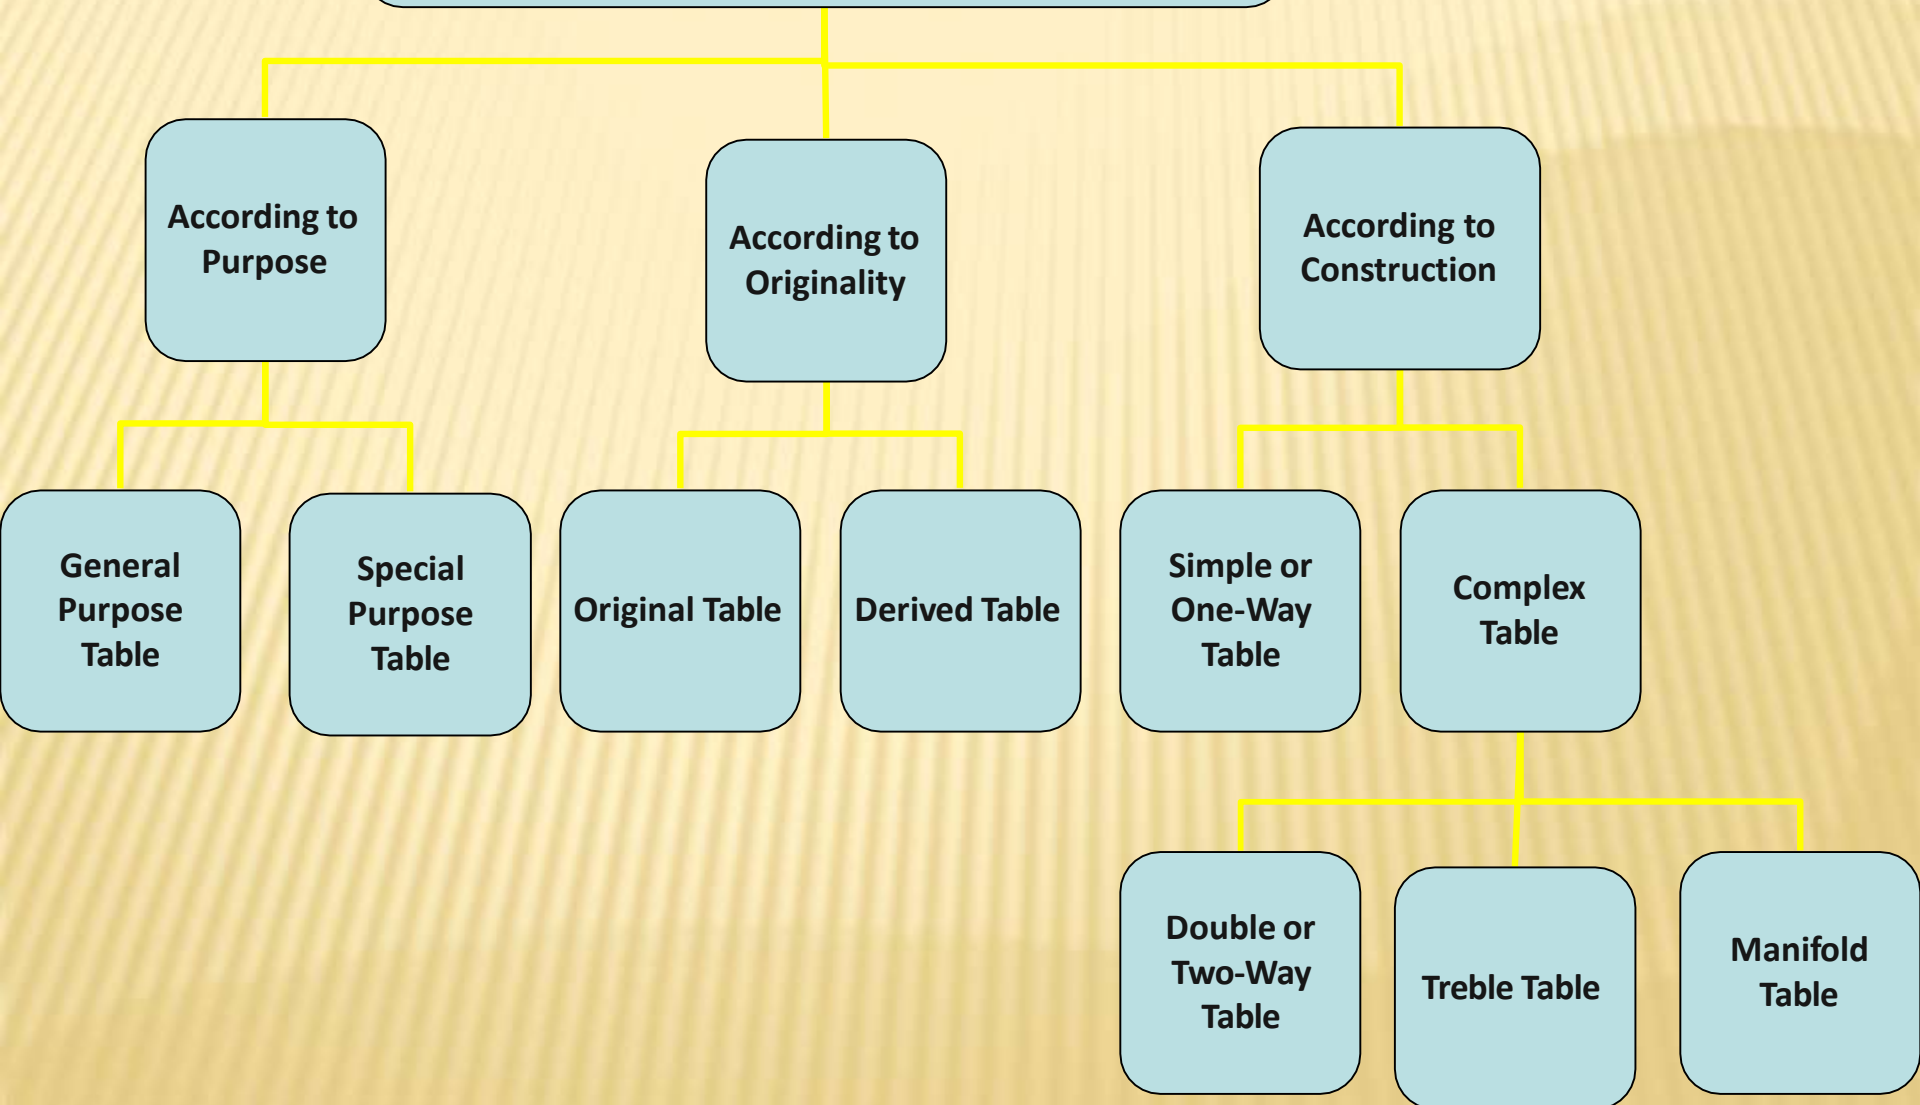 According to
Purpose
According to
Originality
According to
Construction
General
Purpose
Table
Special
Purpose
Table
Original Table
Derived Table
Simple or
One-Way
Table
Complex
Table
Double or
Two-Way
Table
Treble Table
Manifold
Table